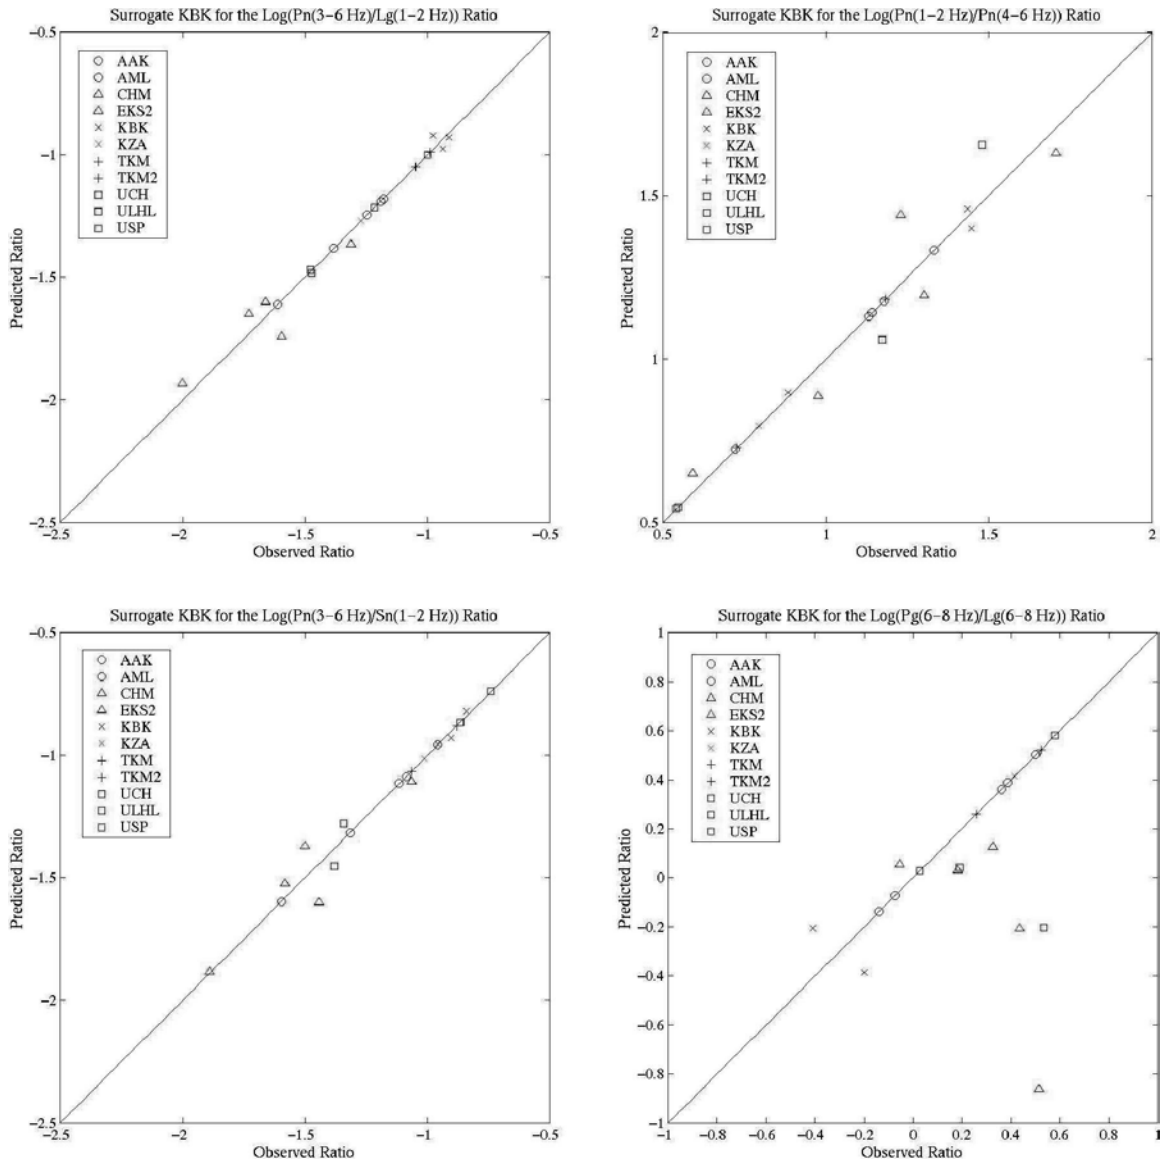 Surrogate KBK for the Log(Pn(3−6 Hz)/Lg(1−2 Hz)) Ratio
−0.5
AAK
AML
CHM
EKS2
KBK
KZA
TKM
TKM2
UCH
ULHL
USP
−1
Predicted Ratio
−1.5
−2
−2.5
−2.5
−2
−1.5
−1
−0.5
Observed Ratio
Surrogate KBK for the Log(Pn(1−2 Hz)/Pn(4−6 Hz)) Ratio
2
AAK
AML
CHM
EKS2
KBK
KZA
TKM
TKM2
UCH
ULHL
USP
1.5
Predicted Ratio
1
0.5
0.5
1
1.5
2
Observed Ratio
Surrogate KBK for the Log(Pn(3−6 Hz)/Sn(1−2 Hz)) Ratio
−0.5
AAK
AML
CHM
EKS2
KBK
KZA
TKM
TKM2
UCH
ULHL
USP
−1
Predicted Ratio
−1.5
−2
−2.5
−2.5
−2
−1.5
−1
−0.5
Observed Ratio
Surrogate KBK for the Log(Pg(6−8 Hz)/Lg(6−8 Hz)) Ratio
1
AAK
AML
CHM
EKS2
KBK
KZA
TKM
TKM2
UCH
ULHL
USP
0.8
0.6
0.4
0.2
Predicted Ratio
0
−0.2
−0.4
−0.6
−0.8
−1
−1
−0.8
−0.6
−0.4
−0.2
0
0.2
0.4
0.6
0.8
1
Observed Ratio